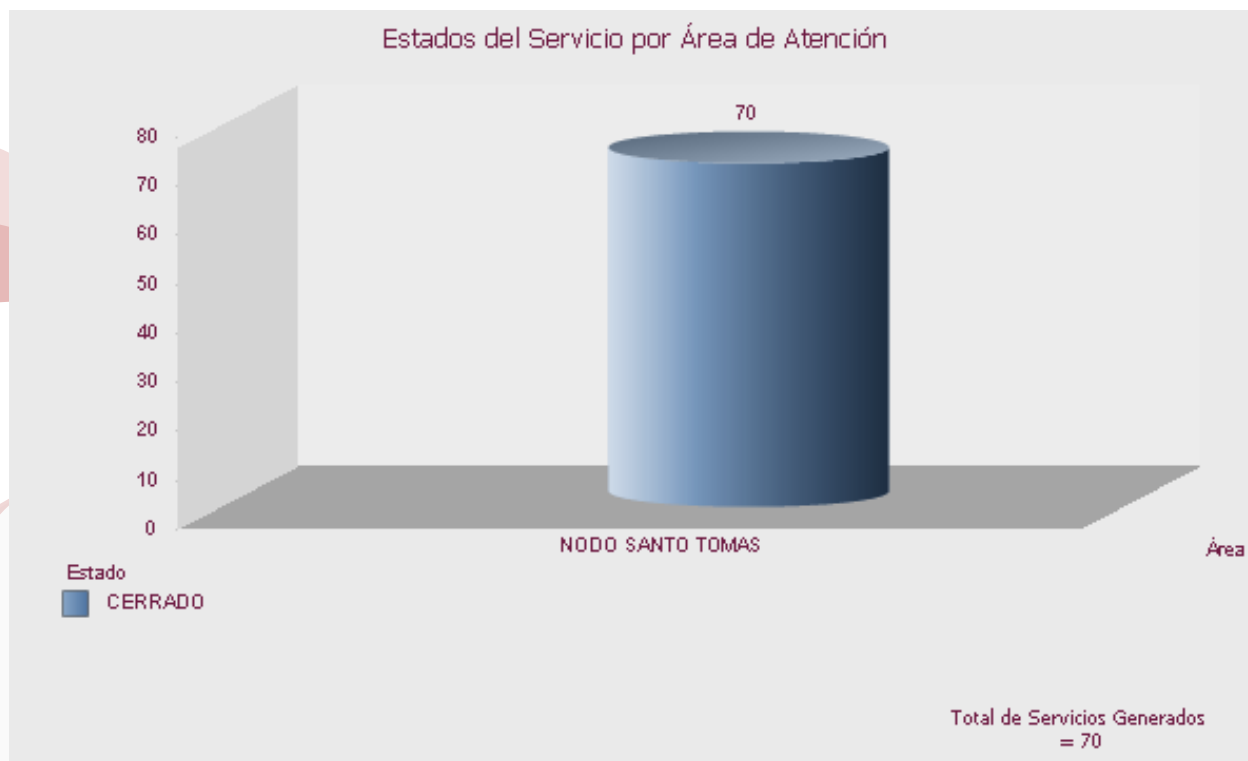 Estados del Servicio por Área de Atención
70
80
70
60
50
40
30
20
10
0
NODO SANTO TOMAS
Área
Estado
CERRADO
Total de Servicios Generados
= 70